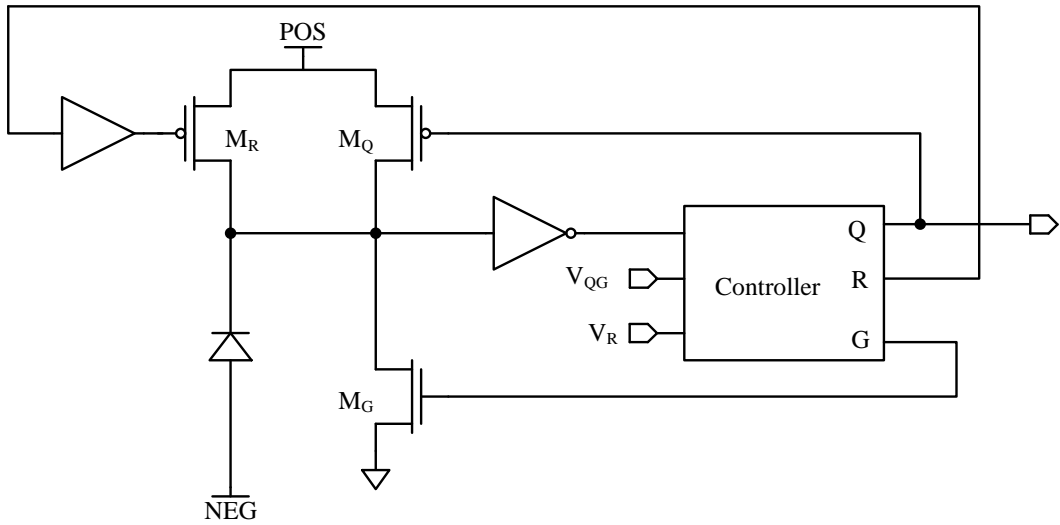 POS
M_R
M_Q
Q
V_QG
Controller
R
V_R
G
M_G
NEG